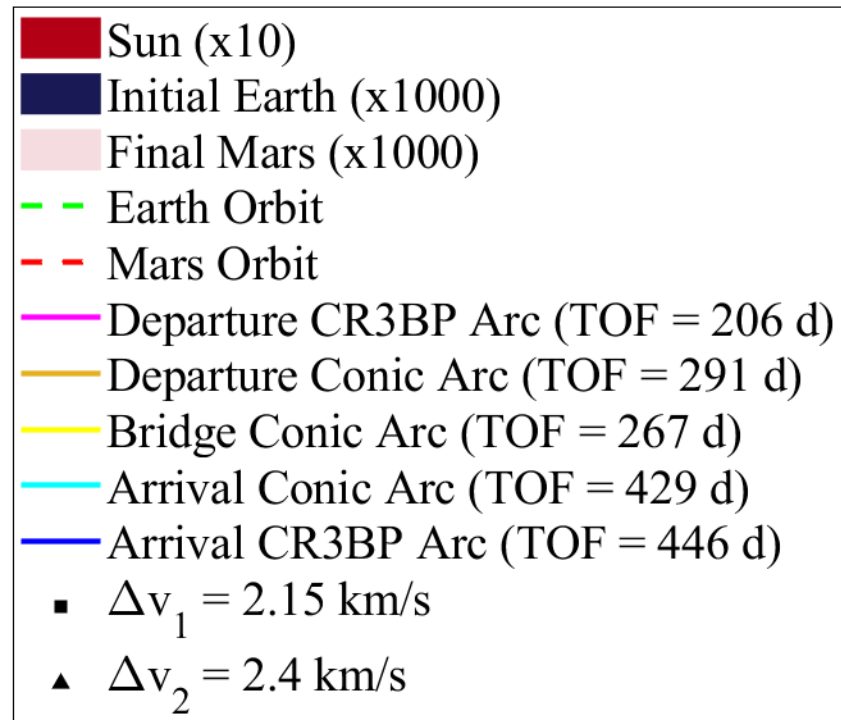 Sun (x10)
Initial Earth (x1000)
Final Mars (x1000)
Earth Orbit
Mars Orbit
Departure CR3BP Arc (TOF = 206 d)
Departure Conic Arc (TOF = 291 d)
Bridge Conic Arc (TOF = 267 d)
Arrival Conic Arc (TOF = 429 d)
Arrival CR3BP Arc (TOF = 446 d)
Δv₁ = 2.15 km/s
Δv₂ = 2.4 km/s